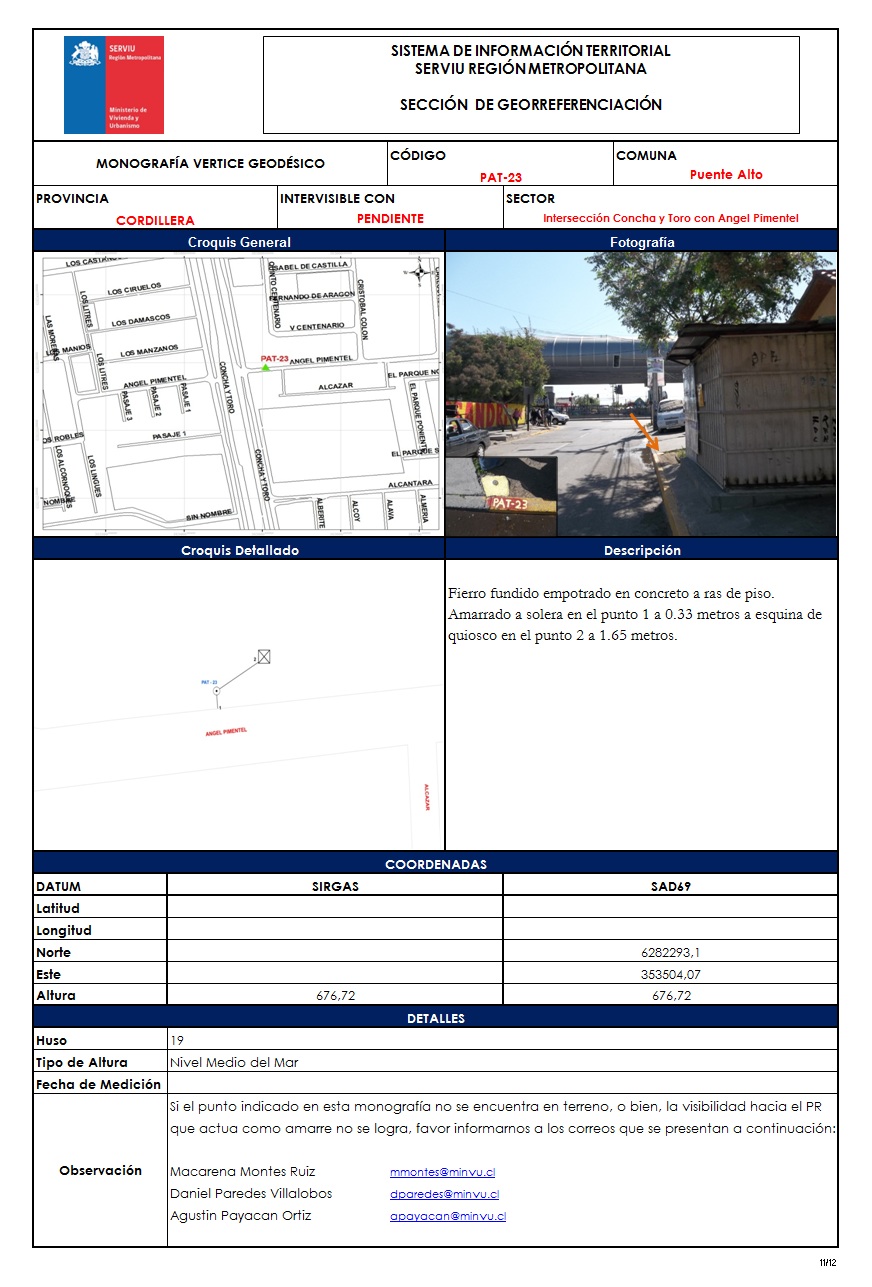 SERVIU
Región Metropolitana
Ministerio de
Vivienda y
Urbanismo
SISTEMA DE INFORMACIÓN TERRITORIAL
SERVIU REGIÓN METROPOLITANA
SECCIÓN DE GEORREFERENCIACIÓN
MONOGRAFÍA VERTICE GEODÉSICO
CÓDIGO
PAT-23
COMUNA
Puente Alto
PROVINCIA
CORDILLERA
INTERVISIBLE CON
PENDIENTE
SECTOR
Intersección Concha y Toro con Angel Pimentel
Croquis General
Fotografía
LOS CASTAÑ
LOS CIRUELOS
LOS LITRES
LOS DAMASCOS
LAS MORE
LOS MANIOS
LOS MANZANOS
LOS LITRES
ANGEL PIMENTEL
PASAJE 3
PASAJE 2
PASAJE 1
PASAJE 1
OS ROBLES
LOS ALCORNOQUES
LOS LINGUES
NOMBRE
SIN NOMBRE
CONCHA Y TORO
CONCHA Y TORO
ISABEL DE CASTILLA
QUINTO CENTENARIO
FERNANDO DE ARAGON
CRISTOBAL COLON
V CENTENARIO
PAT-23
ANGEL PIMENTEL
ALCAZAR
EL PARQUE NO
EL PARQUE PONIENT
EL PARQUE S
ALCANTARA
ALBERITE
ALCOY
ALAVA
ALMERIA
PAT-23
Croquis Detallado
Descripción
Fierro fundido empotrado en concreto a ras de piso.
Amarrado a solera en el punto 1 a 0.33 metros a esquina de
quiosco en el punto 2 a 1.65 metros.
2
PAT - 23
1
ANGEL PIMENTEL
ALCAZAR
COORDENADAS
DATUM SIRGAS SAD69
Latitud
Longitud
Norte 6282293,1
Este 353504,07
Altura 676,72 676,72
DETALLES
Huso 19
Tipo de Altura Nivel Medio del Mar
Fecha de Medición
Observación
Si el punto indicado en esta monografía no se encuentra en terreno, o bien, la visibilidad hacia el PR
que actua como amarre no se logra, favor informarnos a los correos que se presentan a continuación:
Macarena Montes Ruiz mmontes@minvu.cl
Daniel Paredes Villalobos dparedes@minvu.cl
Agustin Payacan Ortiz apayacan@minvu.cl
11/12